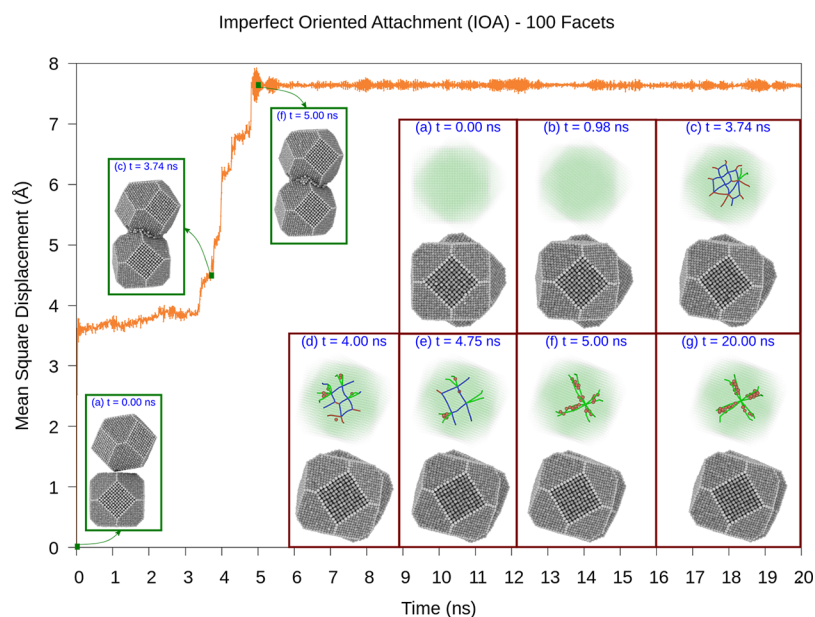 Imperfect Oriented Attachment (IOA) - 100 Facets
Mean Square Displacement (Å)
8
7
6
5
4
3
2
1
0
(f) t = 5.00 ns
(c) t = 3.74 ns
(a) t = 0.00 ns
(a) t = 0.00 ns
(b) t = 0.98 ns
(c) t = 3.74 ns
(d) t = 4.00 ns
(e) t = 4.75 ns
(f) t = 5.00 ns
(g) t = 20.00 ns
0 1 2 3 4 5 6 7 8 9 10 11 12 13 14 15 16 17 18 19 20
Time (ns)